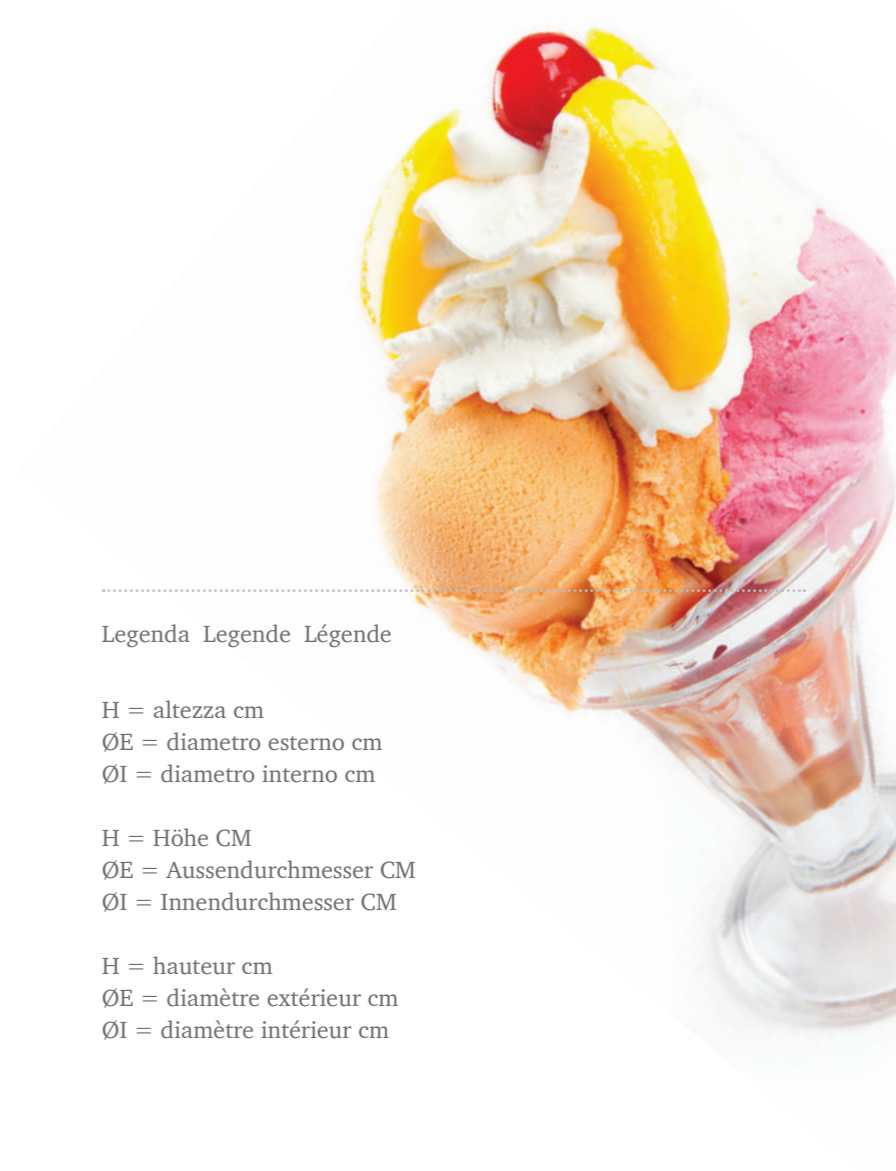 Legenda Legende Légende
H = altezza cm
ØE = diametro esterno cm
ØI = diametro interno cm
H = Höhe CM
ØE = Aussendurchmesser CM
ØI = Innendurchmesser CM
H = hauteur cm
ØE = diamètre extérieur cm
ØI = diamètre intérieur cm